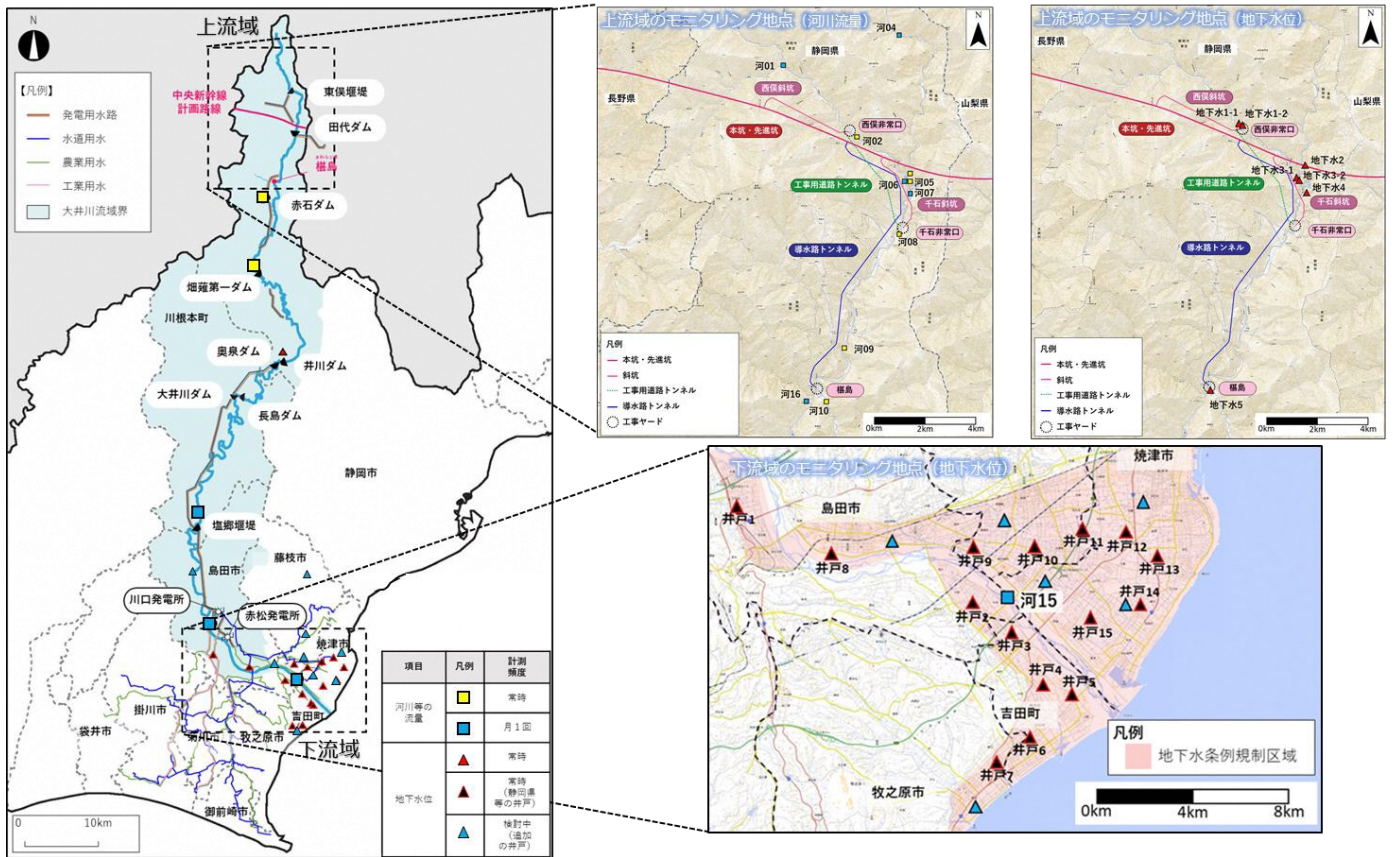 N
【凡例】
発電用水路
水道用水
農業用水
工業用水
大井川流域界
上流域
中央新幹線
計画路線
東俣堰堤
田代ダム
さわらじま
椹島
赤石ダム
畑薙第一ダム
川根本町
奥泉ダム
井川ダム
大井川ダム
長島ダム
静岡市
塩郷堰堤
藤枝市
島田市
川口発電所
赤松発電所
焼津市
掛川市
袋井市
菊川市
牧之原市
吉田町
下流域
御前崎市
0 10km
項目
凡例
計測
頻度
河川等の
流量
常時
月1回
地下水位
常時
常時
(静岡県
等の井戸)
検討中
(追加
の井戸)
上流域のモニタリング地点(河川流量)
N
静岡県
長野県
山梨県
河04
河01
西俣斜坑
本坑・先進坑
西俣非常口
河02
工事用道路トンネル
河06
河05
河07
千石斜坑
千石非常口
河08
導水路トンネル
河09
椹島
河16
河10
凡例
本坑・先進坑
斜坑
工事用道路トンネル
導水路トンネル
工事ヤード
0km 2km 4km
上流域のモニタリング地点(地下水位)
N
長野県
静岡県
山梨県
西俣斜坑
地下水1-1
地下水1-2
本坑・先進坑
西俣非常口
地下水2
地下水3-1
地下水3-2
工事用道路トンネル
地下水4
千石斜坑
千石非常口
導水路トンネル
椹島
地下水5
凡例
本坑・先進坑
斜坑
工事用道路トンネル
導水路トンネル
工事ヤード
0km 2km 4km
下流域のモニタリング地点(地下水位)
焼津市
島田市
井戸1
井戸8
井戸9
井戸10
井戸11
井戸12
井戸13
井戸14
井戸2
河15
井戸15
井戸3
井戸4
井戸5
吉田町
井戸6
井戸7
牧之原市
凡例
地下水条例規制区域
0km 4km 8km